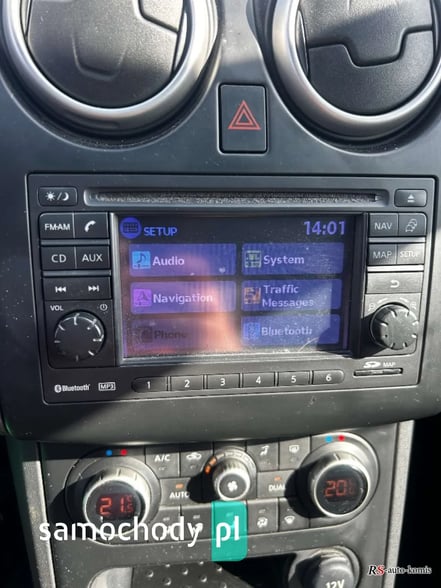 FM·AM
CD AUX
VOL
Bluetooth MP3
SETUP 14:01
Audio System
Navigation Traffic
Messages
Phone Bluetooth
1 2 3 4 5 6
NAV
MAP SETUP
SD MAP
A/C
AUTO DUAL
21.5
20.
samochody pl
12V
RS-auto-komis